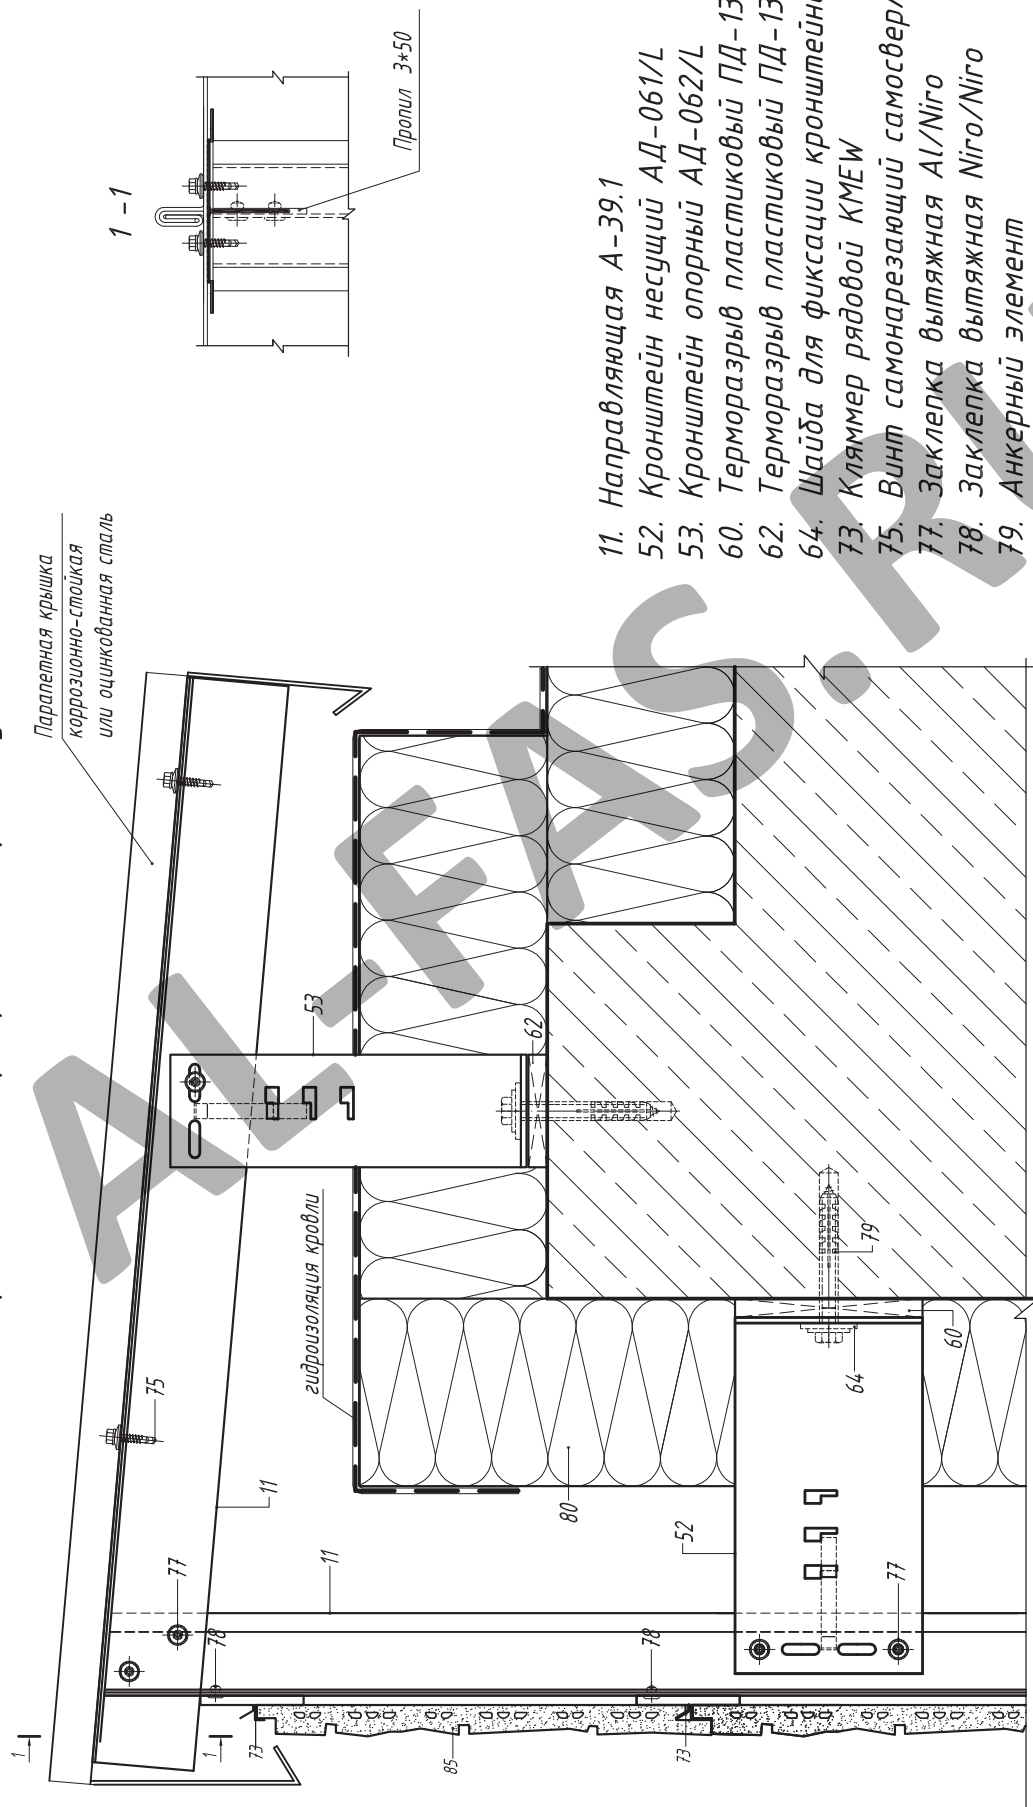 Парапетная крышка
коррозионно-стойкая
или оцинкованная сталь
1-1
Пропил 3*50
гидроизоляция кровли
75
11
77
11
78
78
53
62
79
60
64
80
52
77
73
73
85
1
1
11. Направляющая А-39.1
52. Кронштейн несущий АД-061/L
53. Кронштейн опорный АД-062/L
60. Терморазрыв пластиковый ПД-13
62. Терморазрыв пластиковый ПД-13
64. Шайба для фиксации
73. Кляммер рядовой KMEW
75. Винт самонарезающий
77. Заклепка вытяжная Al/Niro
78. Заклепка вытяжная Niro/Niro
79. Анкерный элемент
AL-FAS.R